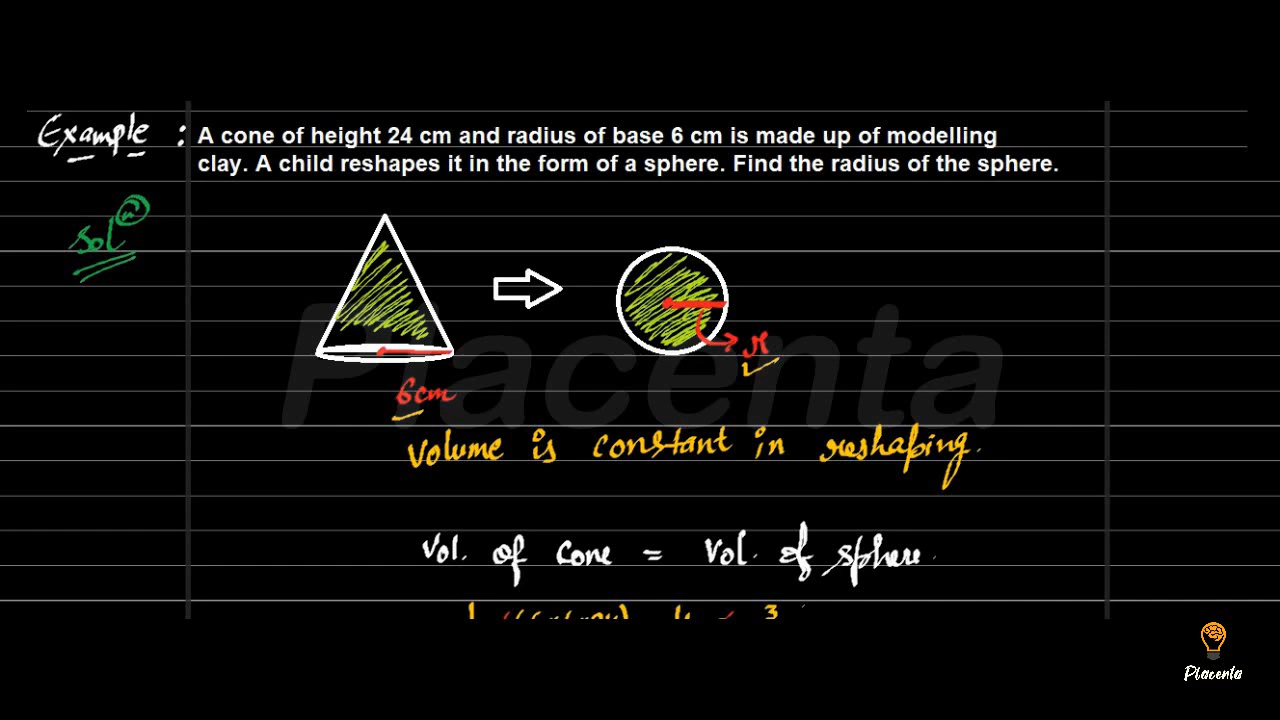 Example : A cone of height 24 cm and radius of base 6 cm is made up of modelling
clay. A child reshapes it in the form of a sphere. Find the radius of the sphere.
Solⁿ
r
6cm
Placenta
Volume is constant in reshaping.
Vol. of cone = Vol. of sphere.
Placenta